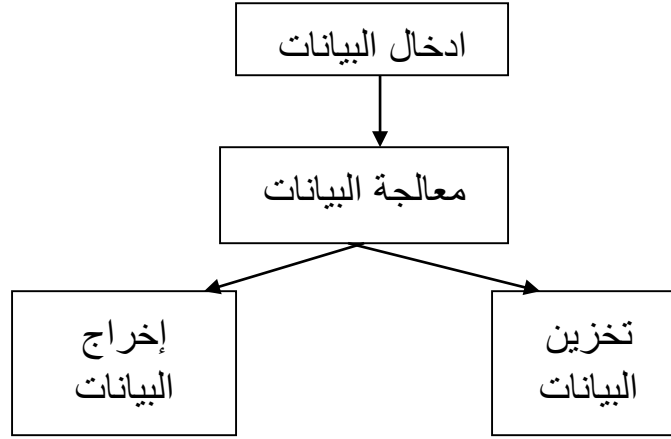 ادخال البيانات
معالجة البيانات
تخزين
البيانات
إخراج
البيانات